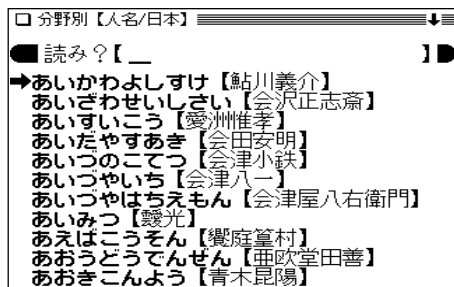 分野別【人名/日本】
読み?【＿ 】
➡あいかわよしすけ【鮎川義介】
あいざわせいしさい【会沢正志斎】
あいすいこう【愛洲惟孝】
あいだやすあき【会田安明】
あいづのこてつ【会津小鉄】
あいづやいち【会津八一】
あいづやはちえもん【会津屋八右衛門】
あいみつ【靉光】
あえばこうそん【饗庭篁村】
あおうどうでんぜん【亜欧堂田善】
あおきこんよう【青木昆陽】